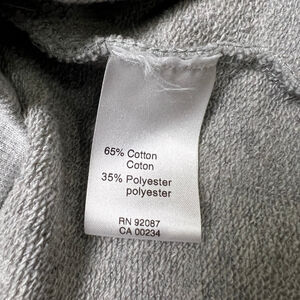 65% Cotton
Coton
35% Polyester
polyester
RN 92087
CA 00234